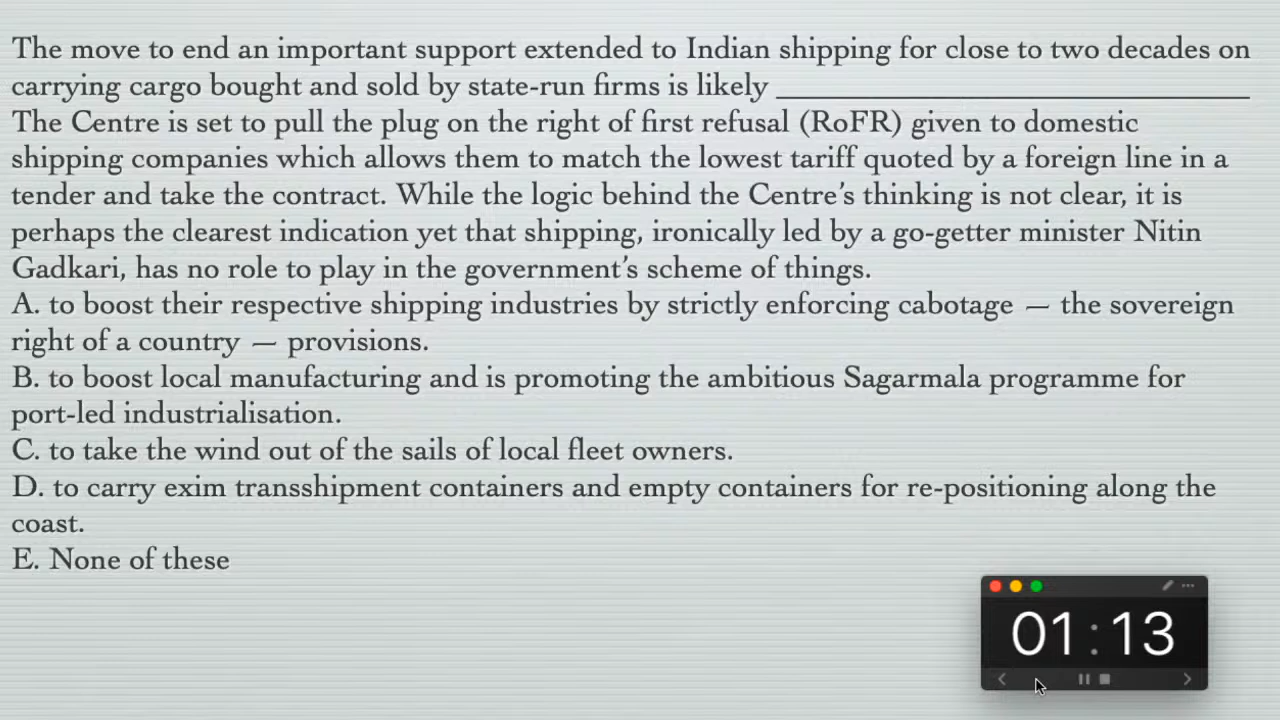 The move to end an important support extended to Indian shipping for close to two decades on
carrying cargo bought and sold by state-run firms is likely ______________________________
The Centre is set to pull the plug on the right of first refusal (RoFR) given to domestic
shipping companies which allows them to match the lowest tariff quoted by a foreign line in a
tender and take the contract. While the logic behind the Centre’s thinking is not clear, it is
perhaps the clearest indication yet that shipping, ironically led by a go-getter minister Nitin
Gadkari, has no role to play in the government’s scheme of things.
A. to boost their respective shipping industries by strictly enforcing cabotage — the sovereign
right of a country — provisions.
B. to boost local manufacturing and is promoting the ambitious Sagarmala programme for
port-led industrialisation.
C. to take the wind out of the sails of local fleet owners.
D. to carry exim transshipment containers and empty containers for re-positioning along the
coast.
E. None of these
01:13